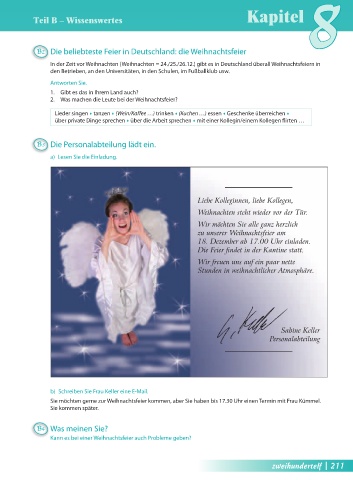 Teil B – Wissenswertes
Kapitel 8
B2 Die beliebteste Feier in Deutschland: die Weihnachtsfeier
In der Zeit vor Weihnachten (Weihnachten = 24./25./26.12.) gibt es in Deutschland überall Weihnachtsfeiern in
den Betrieben, an den Universitäten, in den Schulen, im Fußballklub usw.
Antworten Sie.
1. Gibt es das in Ihrem Land auch?
2. Was machen die Leute bei der Weihnachtsfeier?
Lieder singen • tanzen • (Wein/Kaffee …) trinken • (Kuchen …) essen • Geschenke überreichen •
über private Dinge sprechen • über die Arbeit sprechen • mit einer Kollegin/einem Kollegen flirten …
B3 Die Personalabteilung lädt ein.
a) Lesen Sie die Einladung.
Liebe Kolleginnen, liebe Kollegen,
Weihnachten steht wieder vor der Tür.
Wir möchten Sie alle ganz herzlich
zu unserer Weihnachtsfeier am
18. Dezember ab 17.00 Uhr einladen.
Die Feier findet in der Kantine statt.
Wir freuen uns auf ein paar nette
Stunden in weihnachtlicher Atmosphäre.
Sabine Keller
Personalabteilung
b) Schreiben Sie Frau Keller eine E-Mail.
Sie möchten gerne zur Weihnachtsfeier kommen, aber Sie haben bis 17.30 Uhr einen Termin mit Frau Kümmel.
Sie kommen später.
B4 Was meinen Sie?
Kann es bei einer Weihnachtsfeier auch Probleme geben?
zweihundertelf | 211